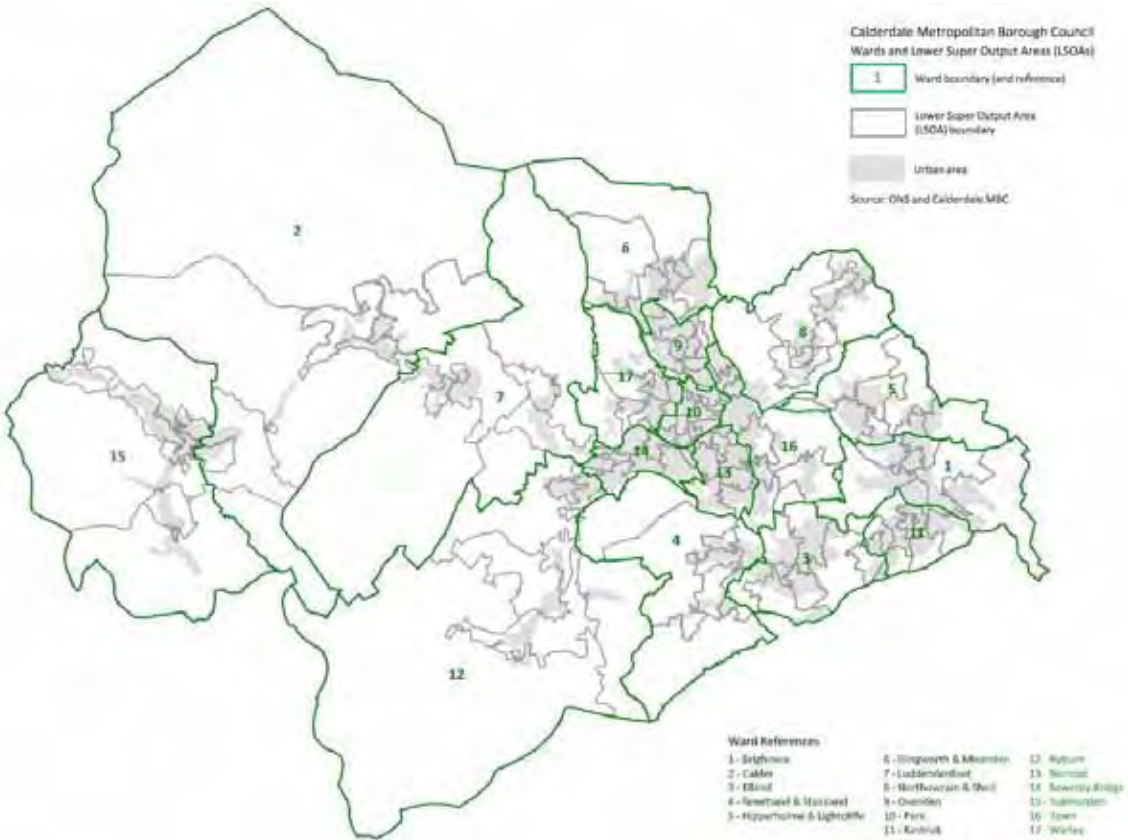 Calderdale Metropolitan Borough Council
Wards and Lower Super Output Areas (LSOAs)
1 Ward boundary (and reference)
Lower Super Output Area
(LSOA) boundary
Urban area
Source: ONS and Calderdale MBC
2
6
8
9
5
17
7
10
16
15
14
13
1
11
4
3
12
Ward References
1 - Brighouse
2 - Calder
3 - Elland
4 - Greetland & Stainland
5 - Hipperholme & Lightcliffe
6 - Illingworth & Mixenden
7 - Luddendenfoot
8 - Northowram & Shelf
9 - Ovenden
10 - Park
11 - Rastrick
12 Ryburn
13 Skircoat
14 Sowerby Bridge
15 Todmorden
16 Town
17 Warley